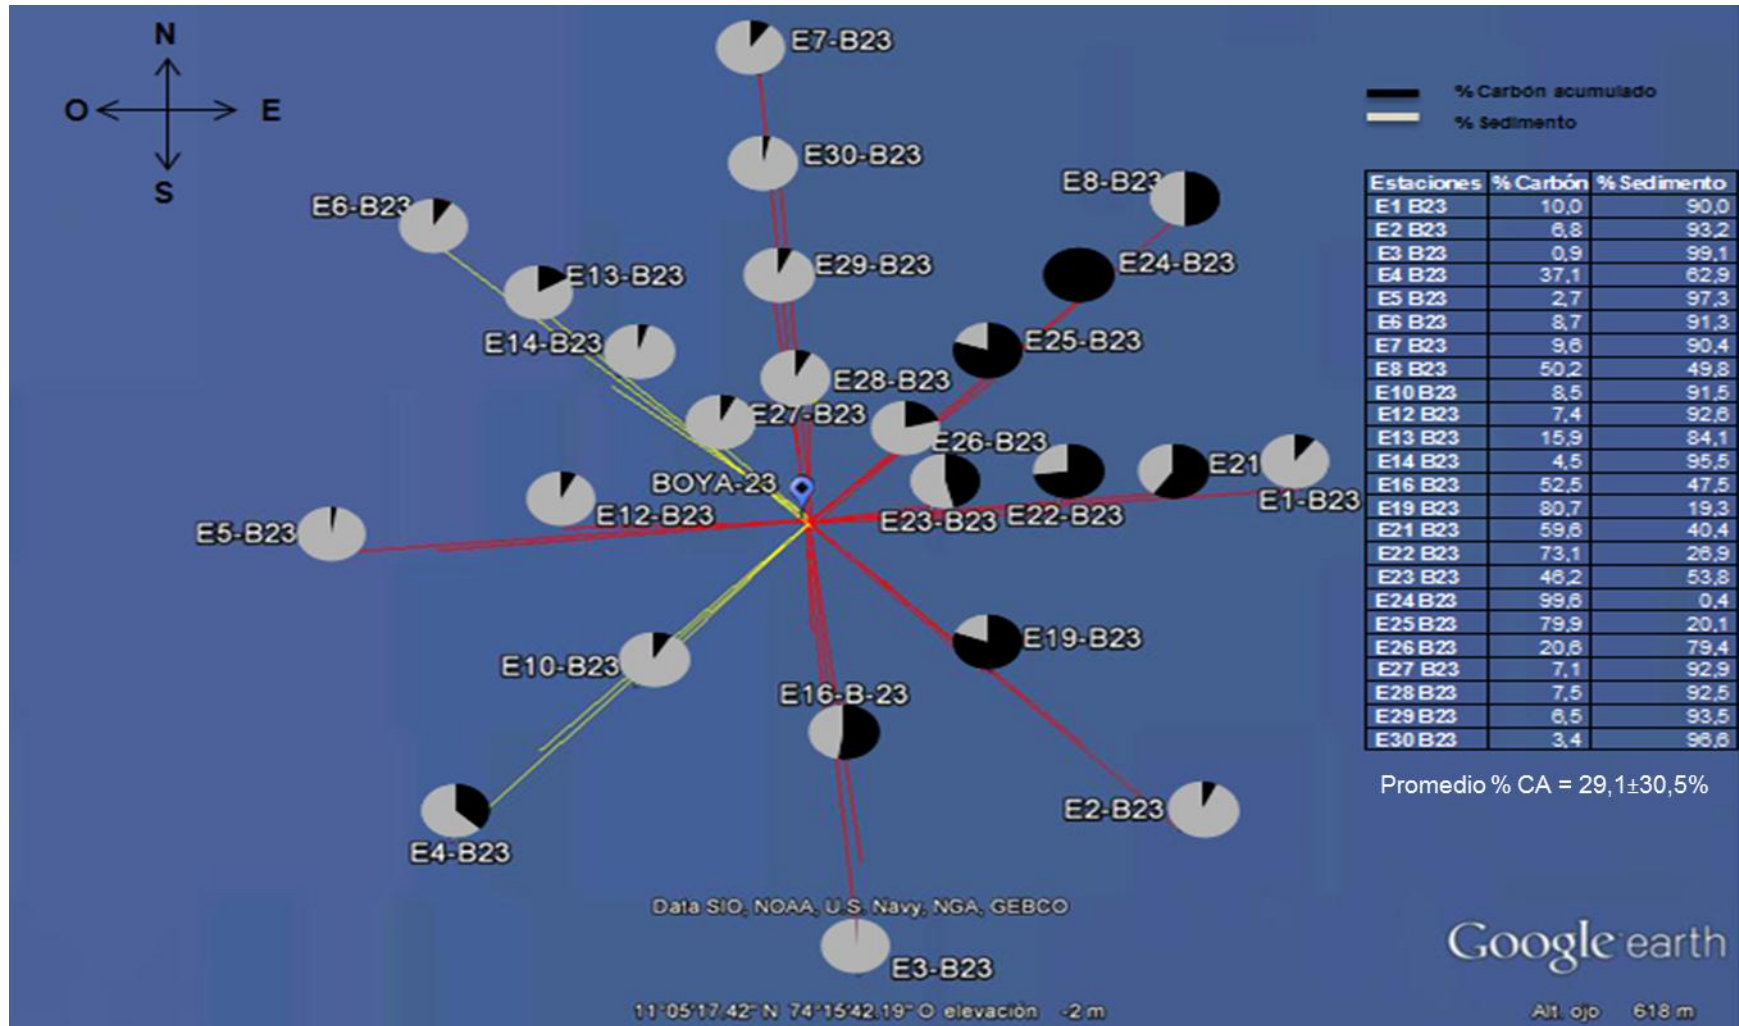 N
O
E
S
E7-B23
E30-B23
E8-B23
E6-B23
E29-B23
E24-B23
E13-B23
E14-B23
E25-B23
E28-B23
E27-B23
E26-B23
E21
BOYA-23
E1-B23
E12-B23
E23-B23
E22-B23
E5-B23
E19-B23
E10-B23
E16-B-23
E2-B23
E4-B23
E3-B23
% Carbón acumulado
% Sedimento
Estaciones % Carbón % Sedimento
E1 B23 10,0 90,0
E2 B23 6,8 93,2
E3 B23 0,9 99,1
E4 B23 37,1 62,9
E5 B23 2,7 97,3
E6 B23 8,7 91,3
E7 B23 9,6 90,4
E8 B23 50,2 49,8
E10 B23 8,5 91,5
E12 B23 7,4 92,6
E13 B23 15,9 84,1
E14 B23 4,5 95,5
E16 B23 52,5 47,5
E19 B23 80,7 19,3
E21 B23 59,6 40,4
E22 B23 73,1 26,9
E23 B23 46,2 53,8
E24 B23 99,6 0,4
E25 B23 79,9 20,1
E26 B23 20,6 79,4
E27 B23 7,1 92,9
E28 B23 7,5 92,5
E29 B23 6,5 93,5
E30 B23 3,4 96,6
Promedio % CA = 29,1±30,5%
Data SIO, NOAA, U.S. Navy, NGA, GEBCO
Google earth
11°05'17.42" N 74°15'42.19" O elevación -2 m
Alt. ojo 618 m